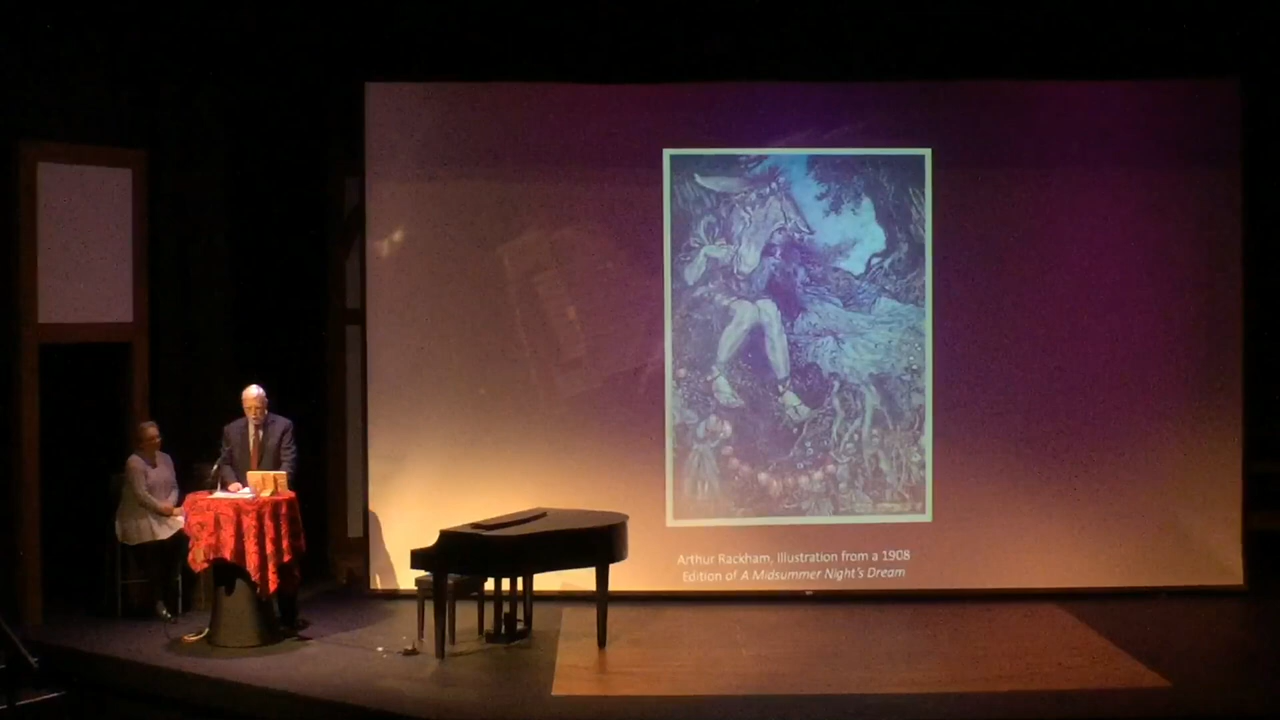 Arthur Rackham, Illustration from a 1908
Edition of A Midsummer Night's Dream